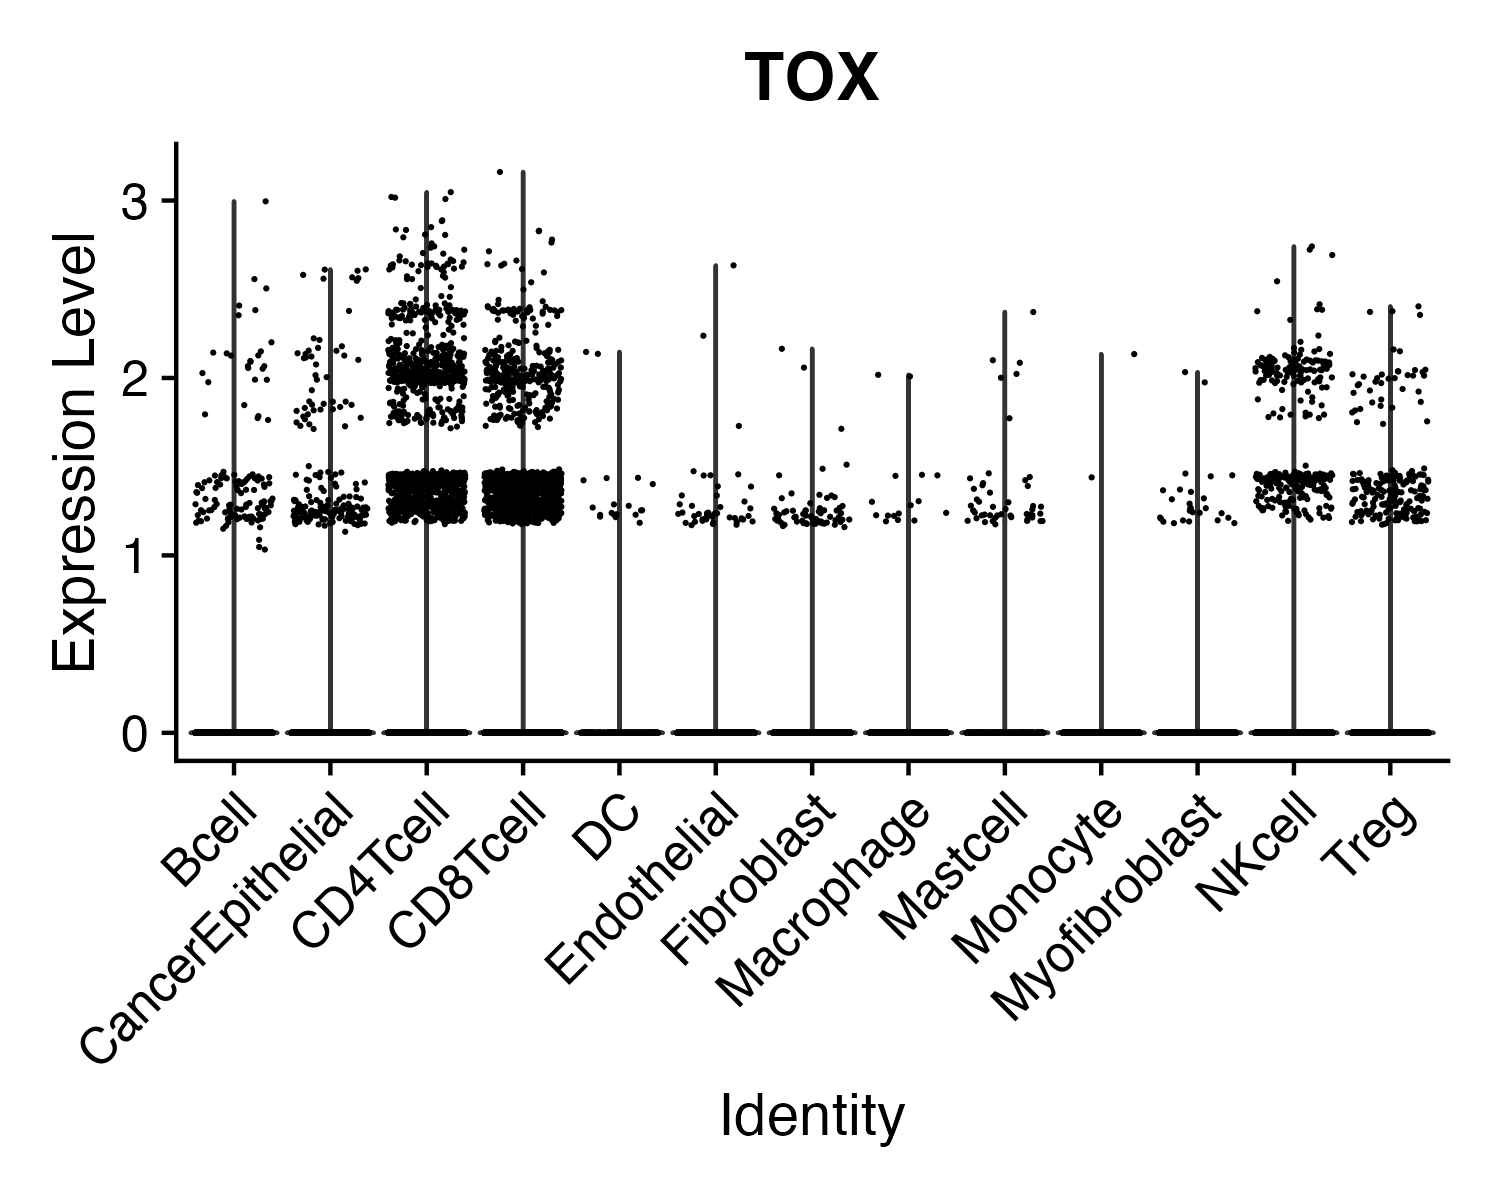 TOX
Expression Level
3
2
1
0
Bcell
CancerEpithelial
CD4Tcell
CD8Tcell
DC
Endothelial
Fibroblast
Macrophage
Mastcell
Monocyte
Myofibroblast
NKcell
Treg
Identity